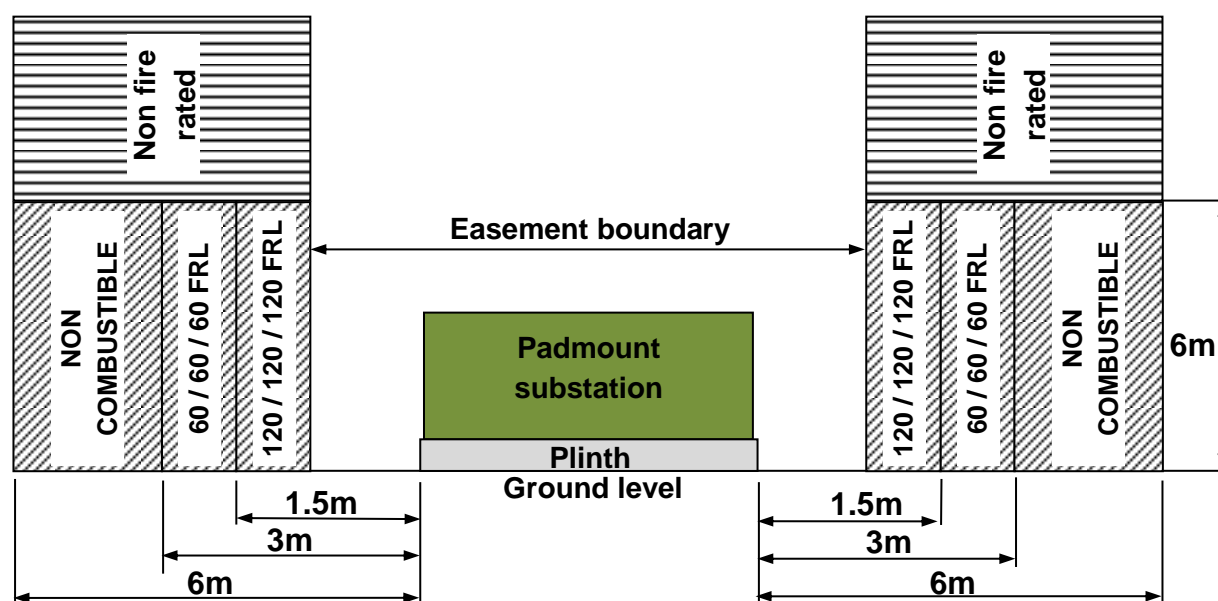 Non fire
rated
Non fire
rated
Easement boundary
NON
COMBUSTIBLE
60 / 60 / 60 FRL
120 / 120 / 120 FRL
Padmount
substation
120 / 120 / 120 FRL
60 / 60 / 60 FRL
NON
COMBUSTIBLE
6m
Plinth
Ground level
1.5m
1.5m
3m
3m
6m
6m